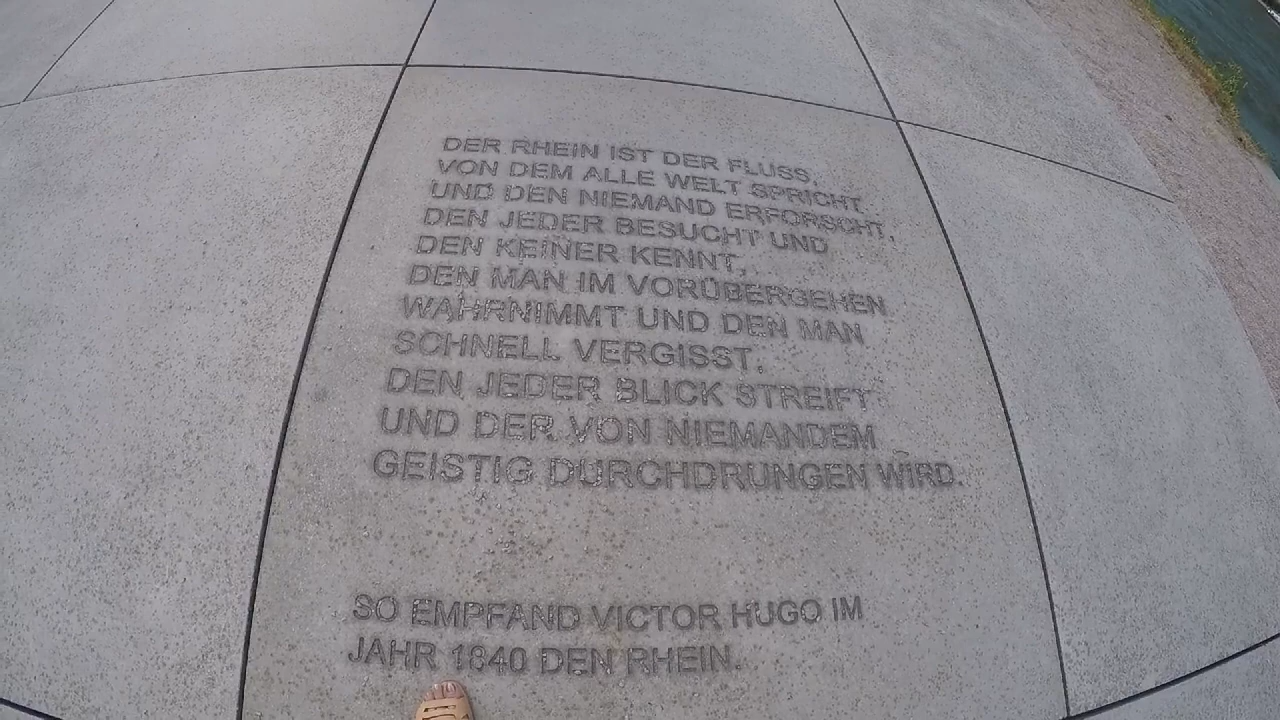 DER RHEIN IST DER FLUSS,
VON DEM ALLE WELT SPRICHT
UND DEN NIEMAND ERFORSCHT,
DEN JEDER BESUCHT UND
DEN KEINER KENNT,
DEN MAN IM VORÜBERGEHEN
WAHRNIMMT UND DEN MAN
SCHNELL VERGISST,
DEN JEDER BLICK STREIFT
UND DER VON NIEMANDEM
GEISTIG DURCHDRUNGEN WIRD.
SO EMPFAND VICTOR HUGO IM
JAHR 1840 DEN RHEIN.